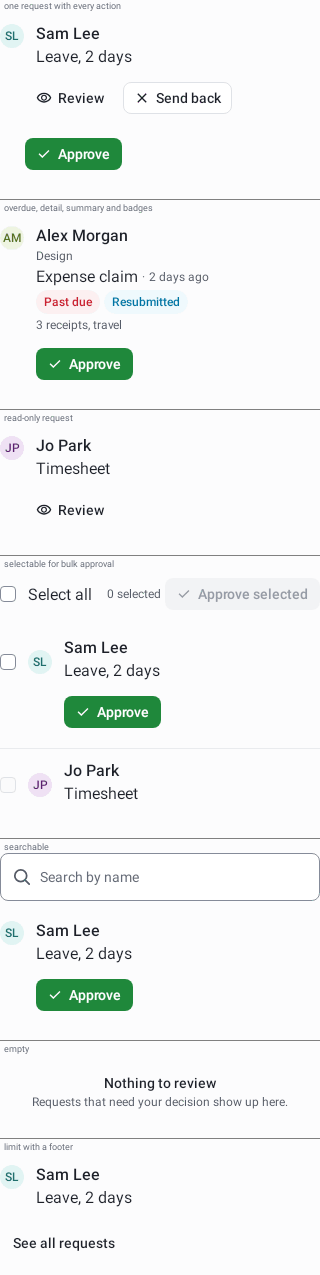 one request with every action
SL
Sam Lee
Leave, 2 days
Review
Send back
Approve
overdue, detail, summary and badges
AM
Alex Morgan
Design
Expense claim · 2 days ago
Past due
Resubmitted
3 receipts, travel
Approve
read-only request
JP
Jo Park
Timesheet
Review
selectable for bulk approval
Select all
0 selected
Approve selected
SL
Sam Lee
Leave, 2 days
Approve
JP
Jo Park
Timesheet
searchable
Search by name
SL
Sam Lee
Leave, 2 days
Approve
empty
Nothing to review
Requests that need your decision show up here.
limit with a footer
SL
Sam Lee
Leave, 2 days
See all requests